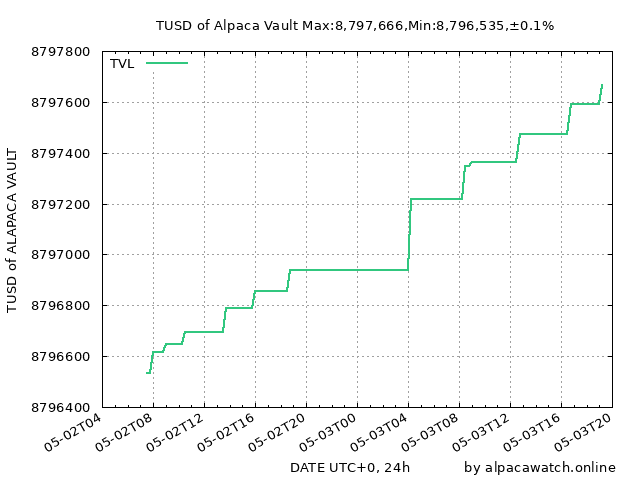 TUSD of Alpaca Vault Max:8,797,666,Min:8,796,535,±0.1%
TVL
8797800
8797600
8797400
8797200
8797000
8796800
8796600
8796400
TUSD of ALAPACA VAULT
05-02T04
05-02T08
05-02T12
05-02T16
05-02T20
05-03T00
05-03T04
05-03T08
05-03T12
05-03T16
05-03T20
DATE UTC+0, 24h
by alpacawatch.online